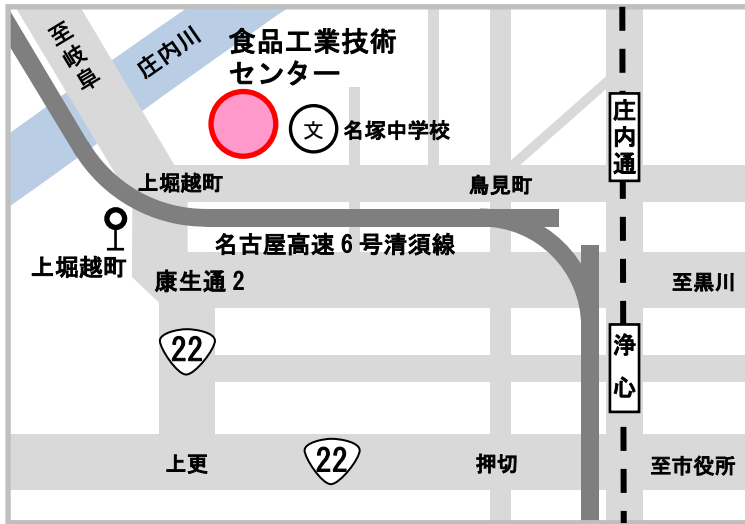 至岐阜
庄内川
食品工業技術
センター
文
名塚中学校
庄内通
上堀越町
鳥見町
上堀越町
名古屋高速6号清須線
康生通2
至黒川
22
浄心
上更
22
押切
至市役所